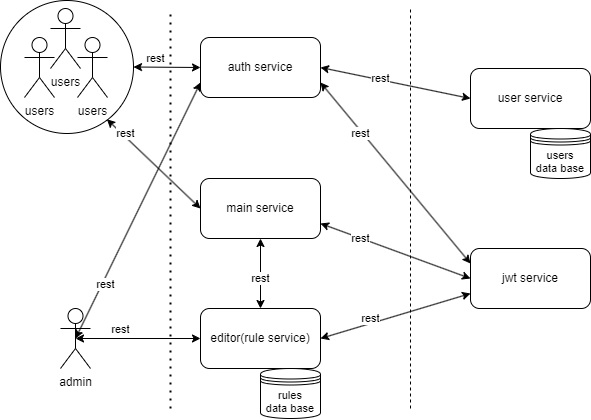 users
users
users
rest
auth service
rest
user service
users
data base
rest
rest
main service
rest
jwt service
rest
rest
rest
rest
editor(rule service)
rest
admin
rules
data base